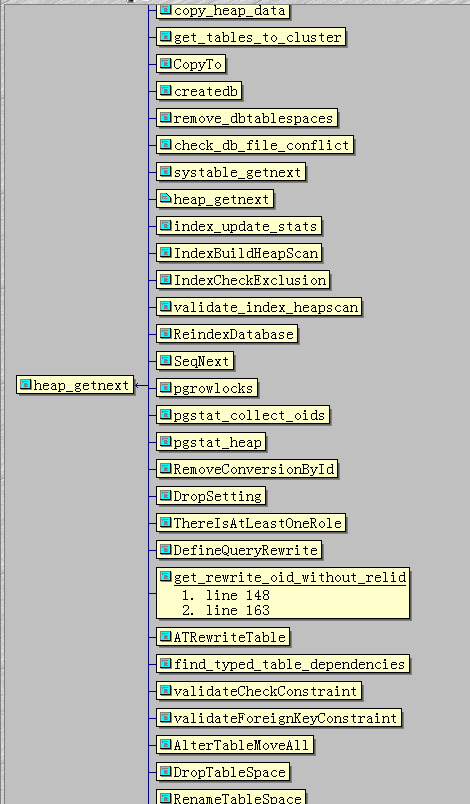 copy_heap_data
get_tables_to_cluster
CopyTo
createdb
remove_dbtablespaces
check_db_file_conflict
systable_getnext
heap_getnext
index_update_stats
IndexBuildHeapScan
IndexCheckExclusion
validate_index_heapscan
ReindexDatabase
SeqNext
heap_getnext
pgrowlocks
pgstat_collect_oids
pgstat_heap
RemoveConversionById
DropSetting
ThereIsAtLeastOneRole
DefineQueryRewrite
get_rewrite_oid_without_relid
1. line 148
2. line 163
ATRewriteTable
find_typed_table_dependencies
validateCheckConstraint
validateForeignKeyConstraint
AlterTableMoveAll
DropTableSpace
RenameTableSpace